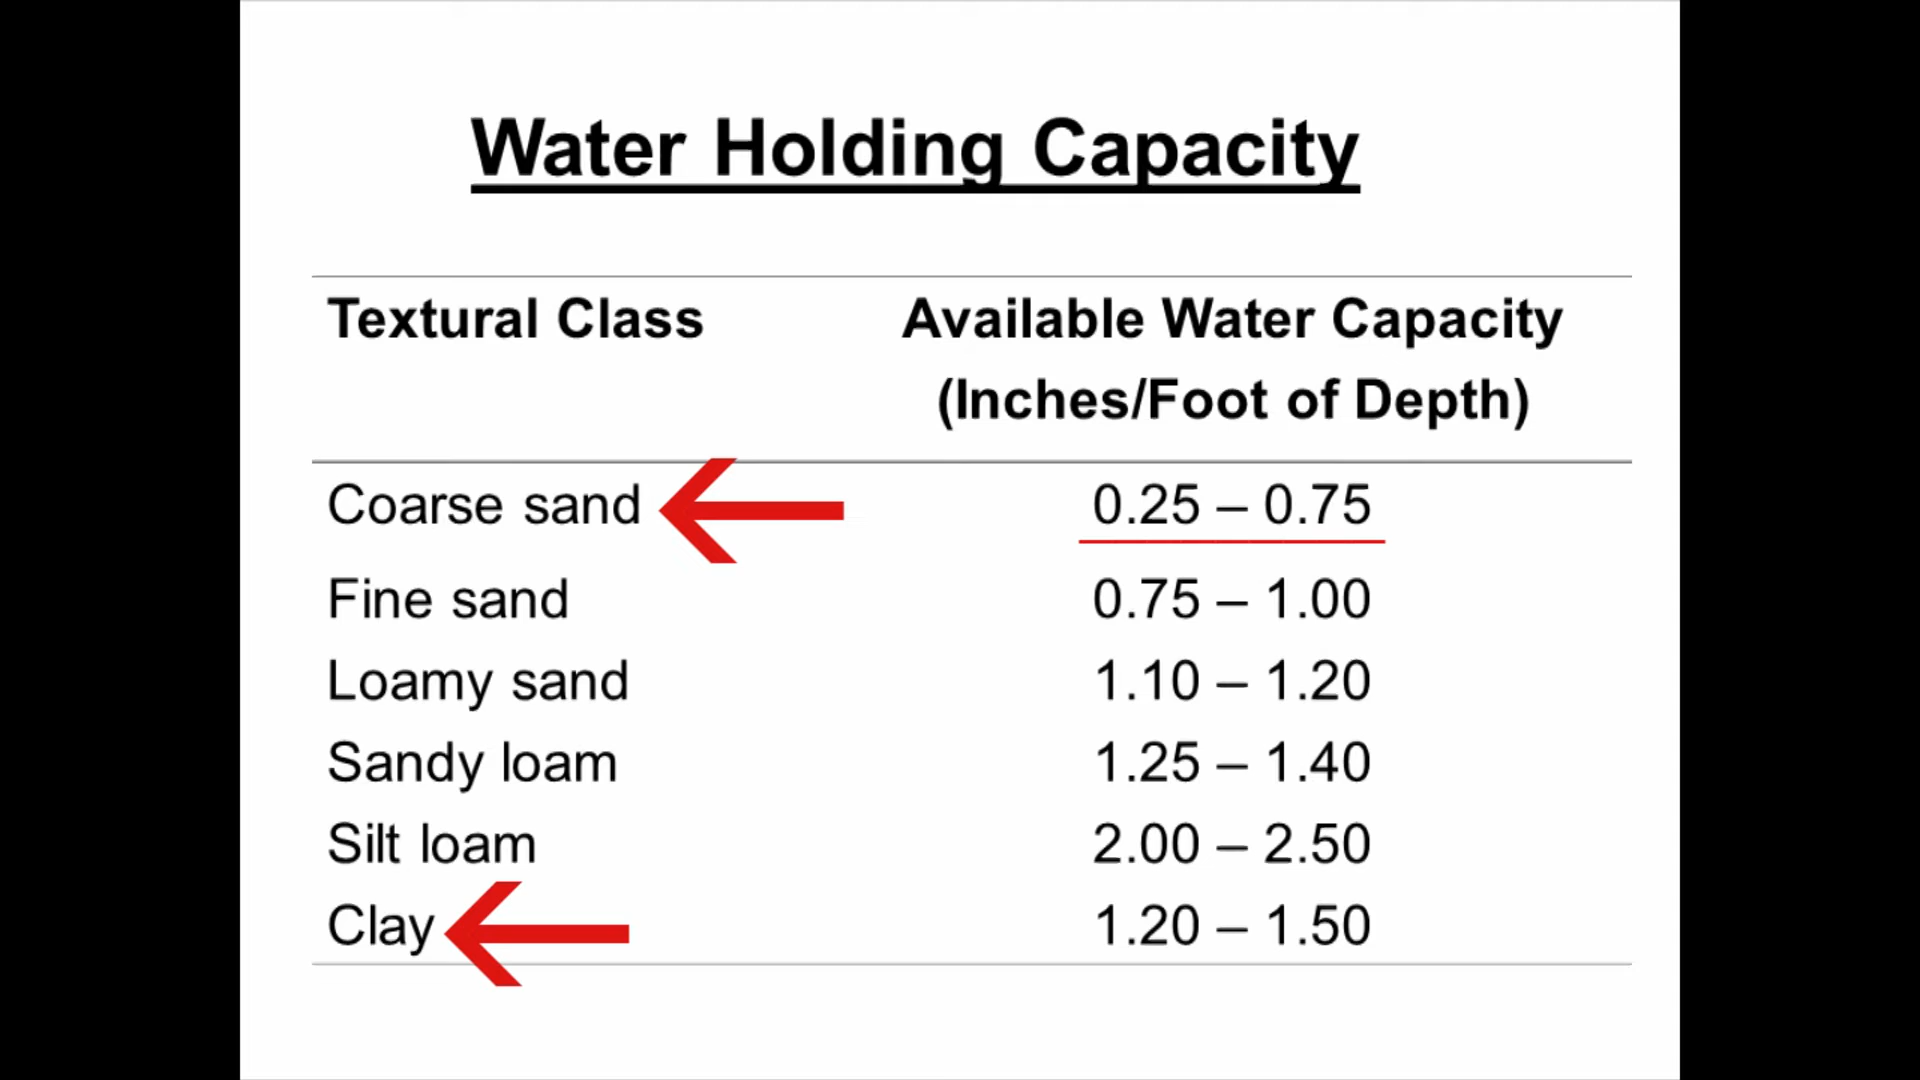 Water Holding Capacity
Textural Class Available Water Capacity
(Inches/Foot of Depth)
Coarse sand 0.25 – 0.75
Fine sand 0.75 – 1.00
Loamy sand 1.10 – 1.20
Sandy loam 1.25 – 1.40
Silt loam 2.00 – 2.50
Clay 1.20 – 1.50